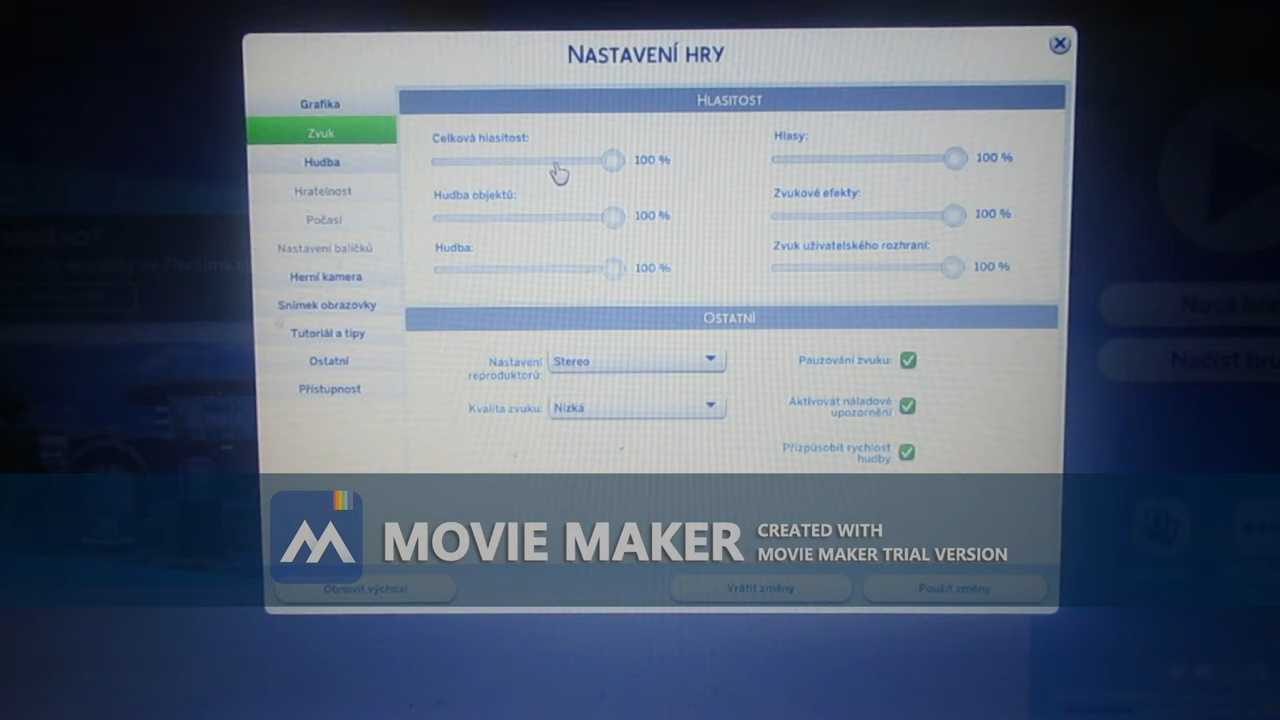 NASTAVENÍ HRY
Grafika
Zvuk
Hudba
Hratelnost
Počasí
Nastavení balíčků
Herní kamera
Snímek obrazovky
Tutoriál a tipy
Ostatní
Přístupnost
HLASITOST
Celková hlasitost:
100 %
Hlasy:
100 %
Hudba objektů:
100 %
Zvukové efekty:
100 %
Hudba:
100 %
Zvuk uživatelského rozhraní:
100 %
OSTATNÍ
Nastavení
reproduktorů:
Stereo
Pauzování zvuku:
Kvalita zvuku:
Nízká
Aktivovat náladové
upozornění
Přizpůsobit rychlost
hudby
MOVIE MAKER
CREATED WITH
MOVIE MAKER TRIAL VERSION
Obnovit výchozí
Vrátit změny
Použít změny
Načíst hru